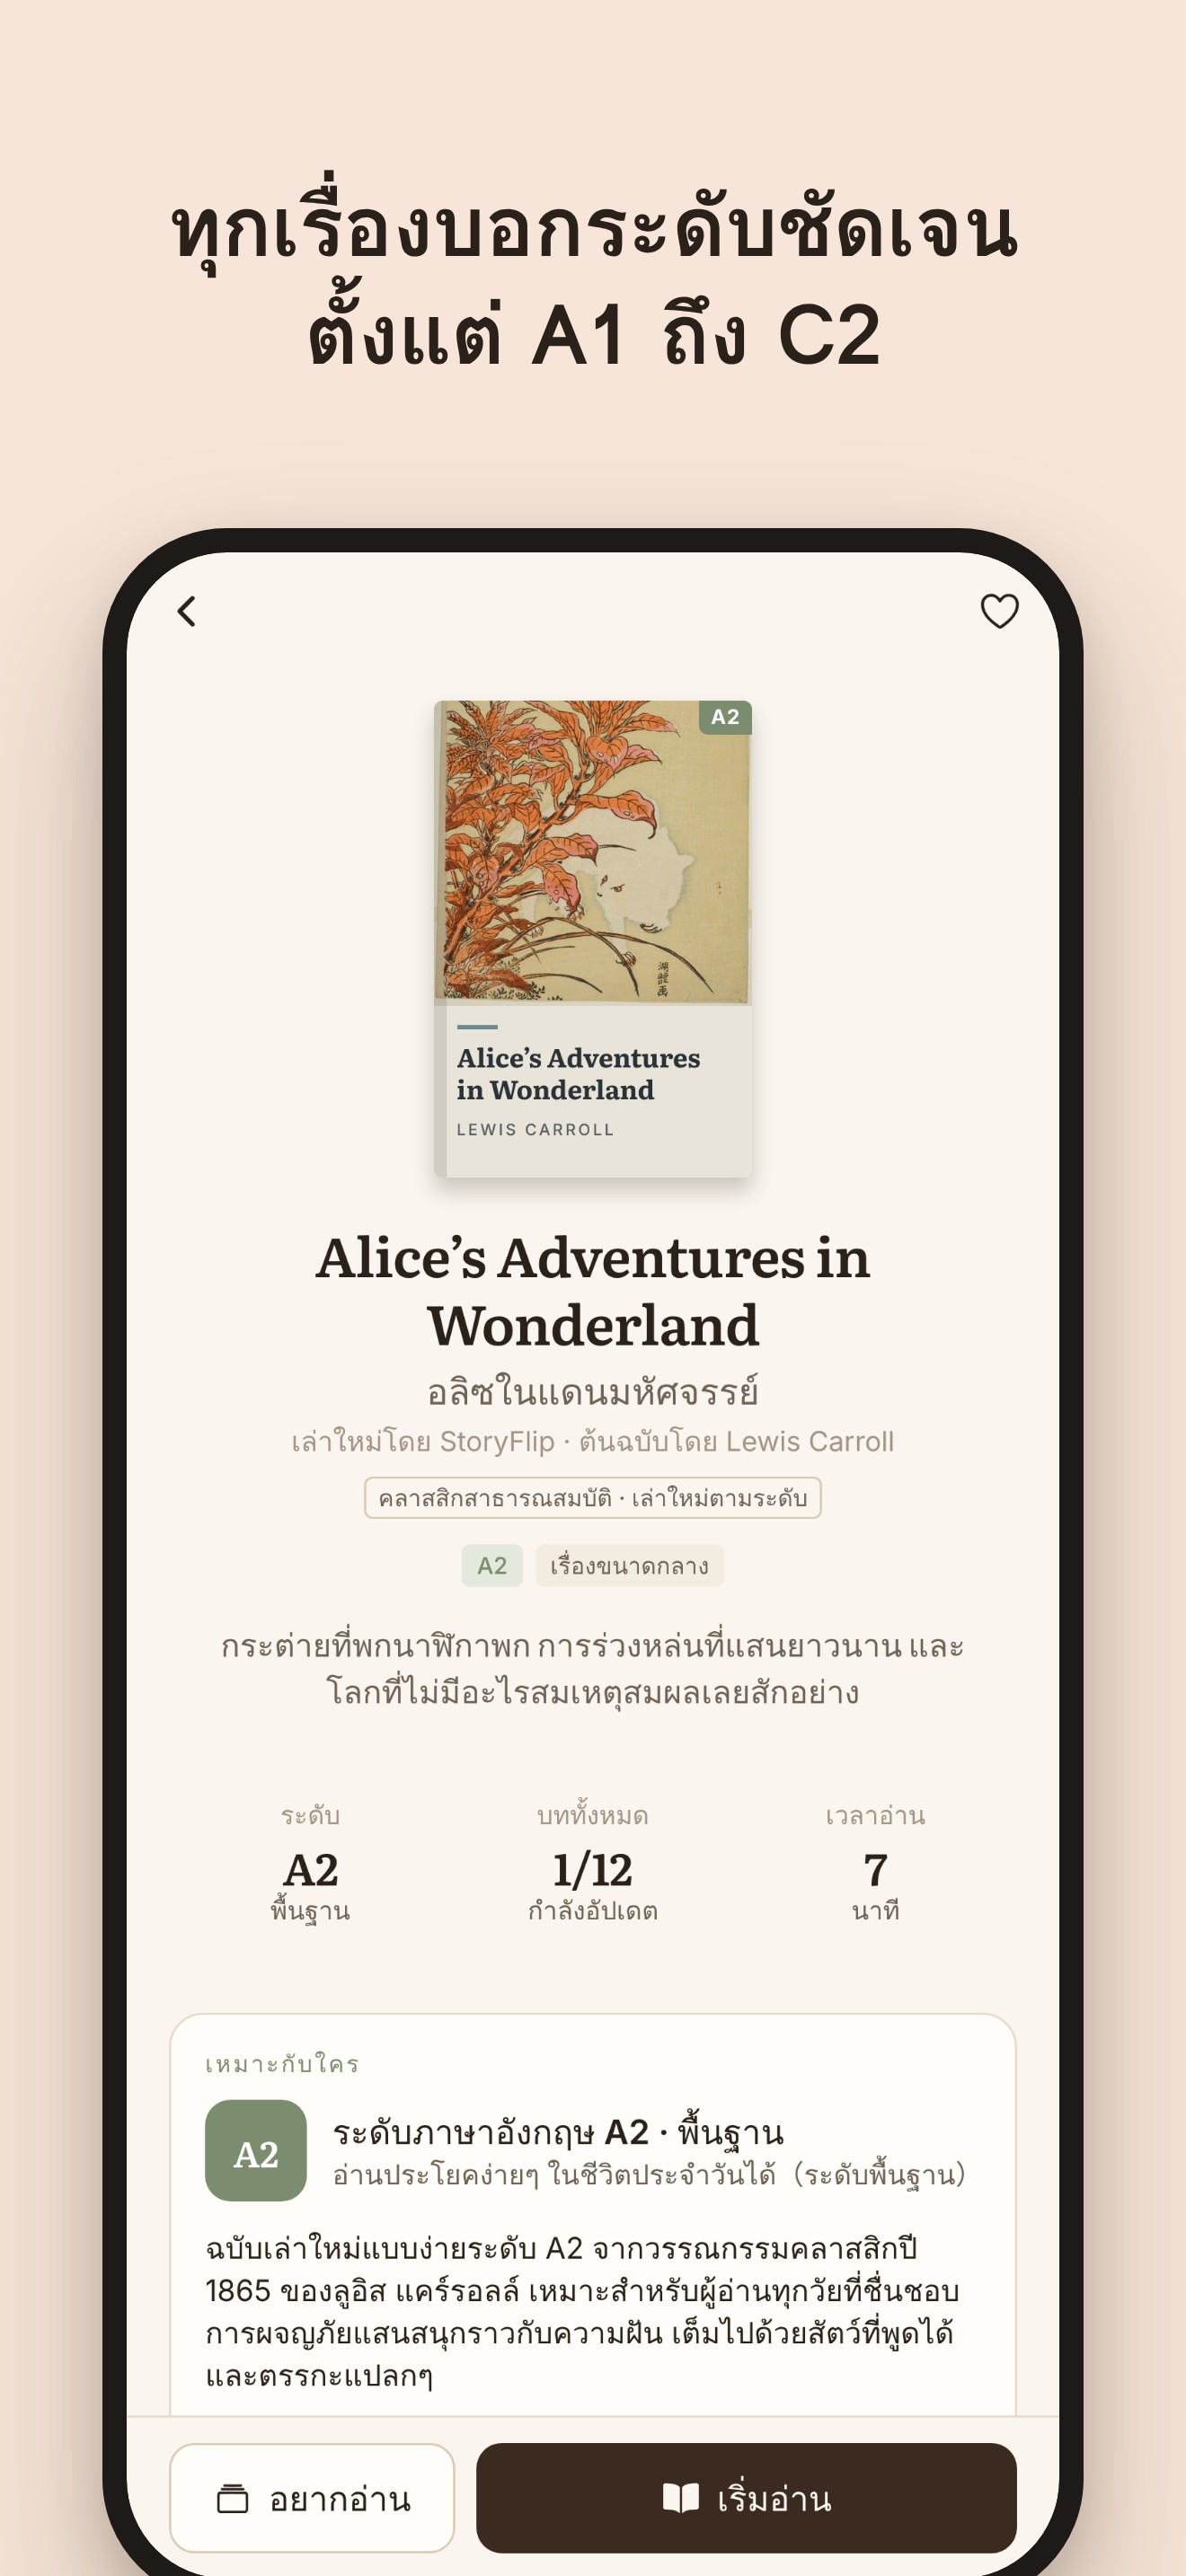 ทุกเรื่องบอกระดับชัดเจน
ตั้งแต่ A1 ถึง C2
A2
Alice’s Adventures
in Wonderland
LEWIS CARROLL
Alice’s Adventures in
Wonderland
อลิซในแดนมหัศจรรย์
เล่าใหม่โดย StoryFlip · ต้นฉบับโดย Lewis Carroll
คลาสสิกสาธารณสมบัติ · เล่าใหม่ตามระดับ
A2 เรื่องขนาดกลาง
กระต่ายที่พกนาฬิกาพก การร่วงหล่นที่แสนยาวนาน และ
โลกที่ไม่มีอะไรสมเหตุสมผลเลยสักอย่าง
ระดับ บททั้งหมด เวลาอ่าน
A2 1/12 7
พื้นฐาน กำลังอัปเดต นาที
เหมาะกับใคร
A2
ระดับภาษาอังกฤษ A2 · พื้นฐาน
อ่านประโยคง่ายๆ ในชีวิตประจำวันได้（ระดับพื้นฐาน）
ฉบับเล่าใหม่แบบง่ายระดับ A2 จากวรรณกรรมคลาสสิกปี
1865 ของลูอิส แคร์รอลล์ เหมาะสำหรับผู้อ่านทุกวัยที่ชื่นชอบ
การผจญภัยแสนสนุกราวกับความฝัน เต็มไปด้วยสัตว์ที่พูดได้
และตรรกะแปลกๆ
อยากอ่าน เริ่มอ่าน